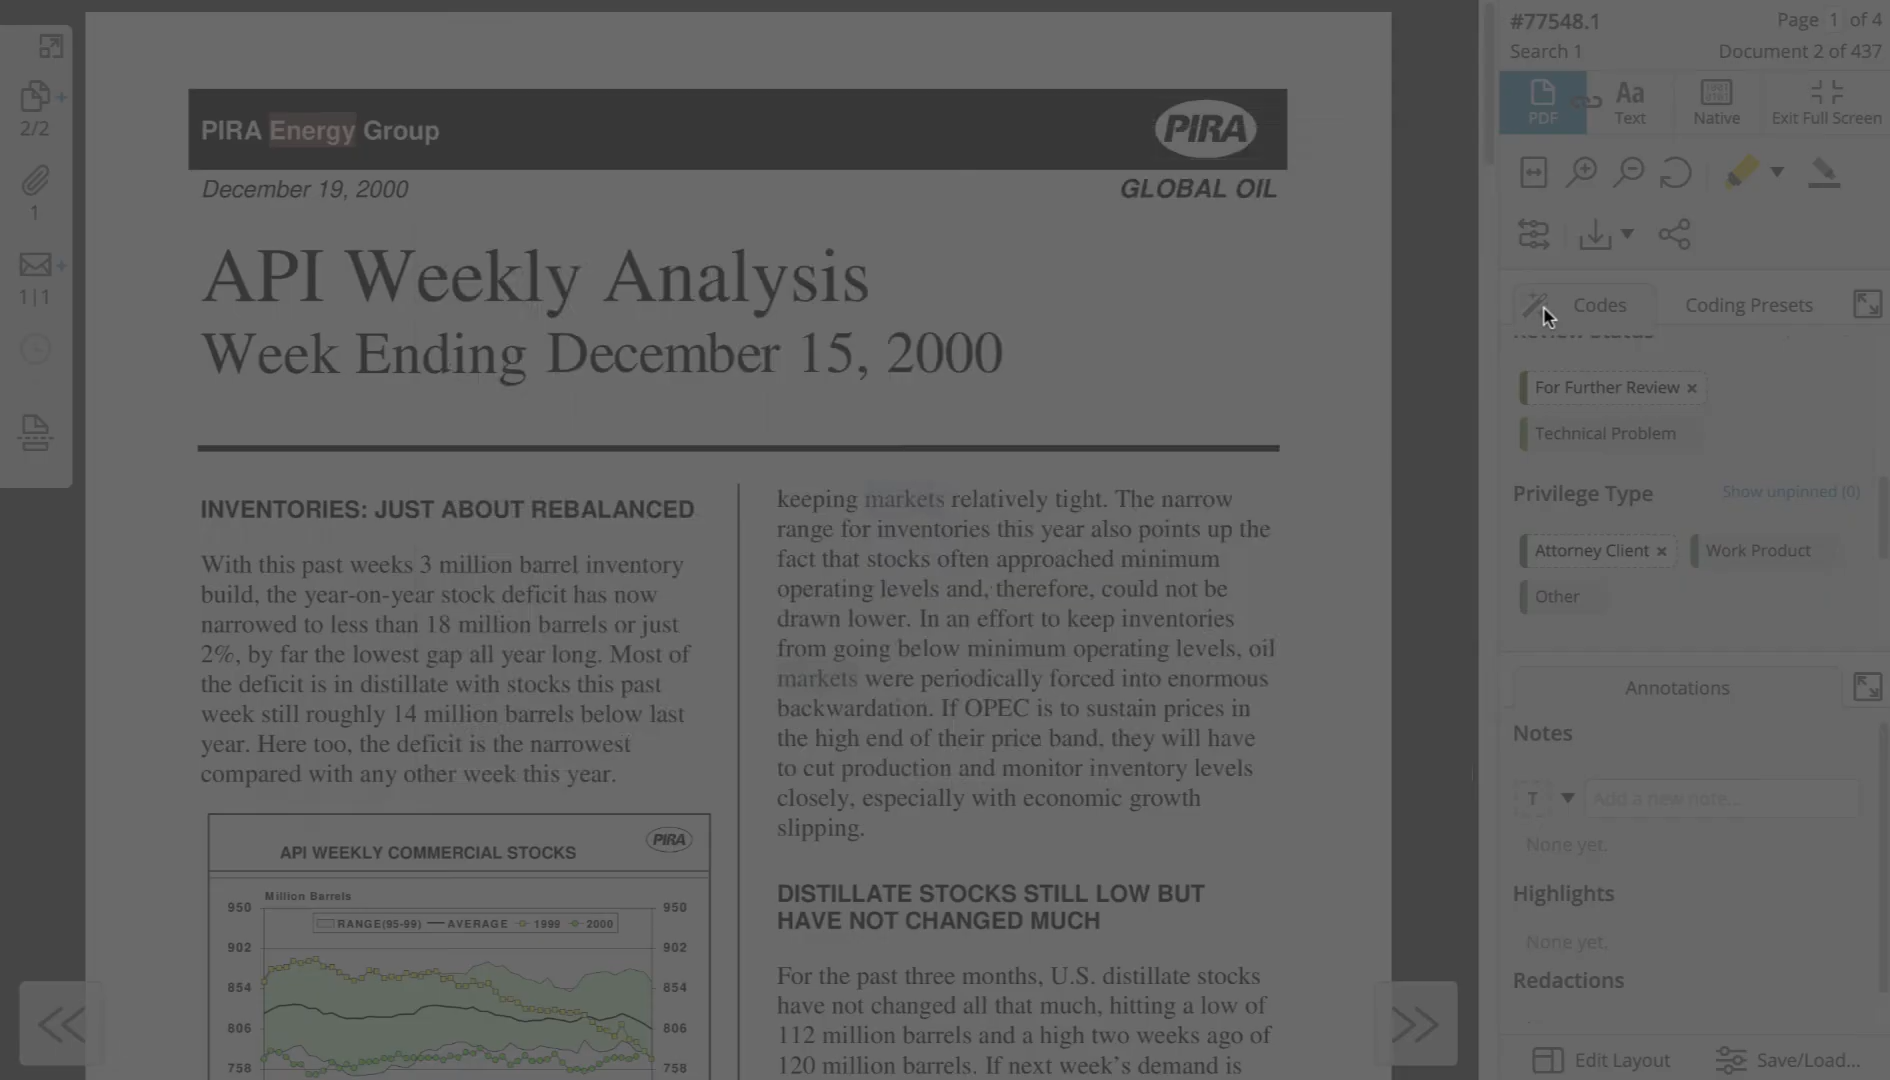 #77548.1
Page 1 of 4
Search 1
Document 2 of 437
PDF
Aa
Text
Native
Exit Full Screen
2/2
1
1|1
PIRA Energy Group
PIRA
December 19, 2000
GLOBAL OIL
API Weekly Analysis
Week Ending December 15, 2000
INVENTORIES: JUST ABOUT REBALANCED
With this past weeks 3 million barrel inventory
build, the year-on-year stock deficit has now
narrowed to less than 18 million barrels or just
2%, by far the lowest gap all year long. Most of
the deficit is in distillate with stocks this past
week still roughly 14 million barrels below last
year. Here too, the deficit is the narrowest
compared with any other week this year.
PIRA
API WEEKLY COMMERCIAL STOCKS
Million Barrels
RANGE(95-99) AVERAGE 1999 2000
950 950
902 902
854 854
806 806
758 758
keeping markets relatively tight. The narrow
range for inventories this year also points up the
fact that stocks often approached minimum
operating levels and, therefore, could not be
drawn lower. In an effort to keep inventories
from going below minimum operating levels, oil
markets were periodically forced into enormous
backwardation. If OPEC is to sustain prices in
the high end of their price band, they will have
to cut production and monitor inventory levels
closely, especially with economic growth
slipping.
DISTILLATE STOCKS STILL LOW BUT
HAVE NOT CHANGED MUCH
For the past three months, U.S. distillate stocks
have not changed all that much, hitting a low of
112 million barrels and a high two weeks ago of
120 million barrels. If next week's demand is
Codes
Coding Presets
Review Status
For Further Review ×
Technical Problem
Privilege Type
Show unpinned (0)
Attorney Client ×
Work Product
Other
Annotations
Notes
T
Add a new note...
None yet.
Highlights
None yet.
Redactions
Edit Layout
Save/Load...